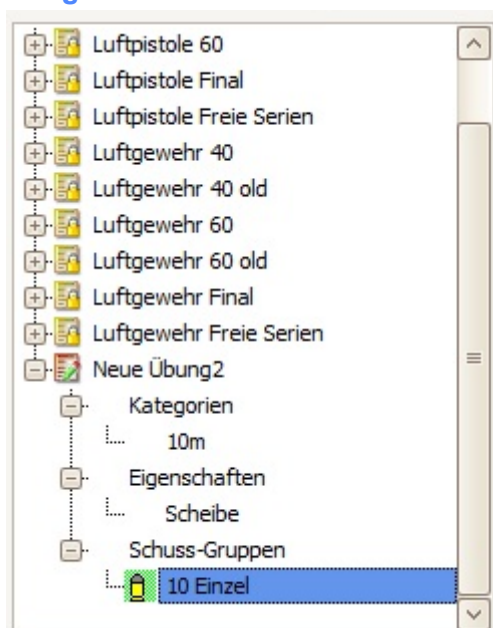 Luftpistole 60
Luftpistole Final
Luftpistole Freie Serien
Luftgewehr 40
Luftgewehr 40 old
Luftgewehr 60
Luftgewehr 60 old
Luftgewehr Final
Luftgewehr Freie Serien
Neue Übung2
Kategorien
10m
Eigenschaften
Scheibe
Schuss-Gruppen
10 Einzel